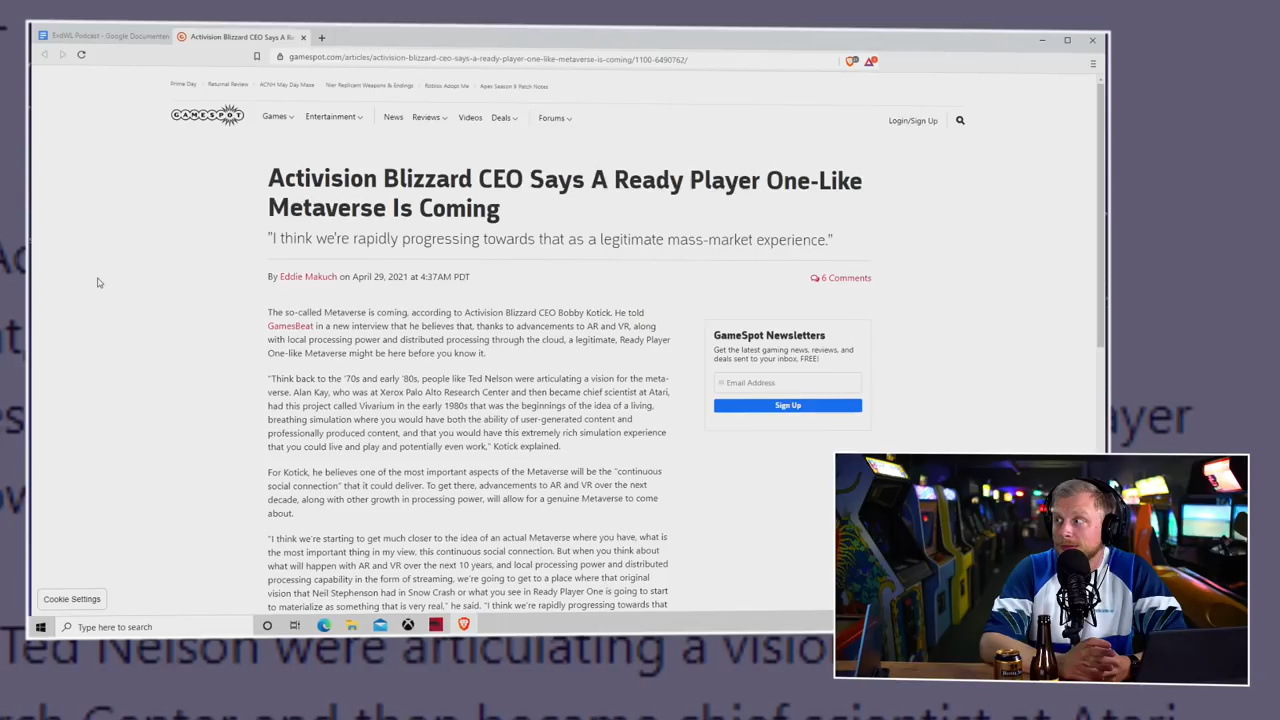 ErdWL Podcast - Google Documenten
Activision Blizzard CEO Says A R
gamespot.com/articles/activision-blizzard-ceo-says-a-ready-player-one-like-metaverse-is-coming/1100-6490762/
Prime Day
Returnal Review
ACNH May Day Maze
Nier Replicant Weapons & Endings
Roblox Adopt Me
Apex Season 9 Patch Notes
GAMESPOT
Games
Entertainment
News
Reviews
Videos
Deals
Forums
Login/Sign Up
Activision Blizzard CEO Says A Ready Player One-Like
Metaverse Is Coming
"I think we're rapidly progressing towards that as a legitimate mass-market experience."
By Eddie Makuch on April 29, 2021 at 4:37AM PDT
6 Comments
The so-called Metaverse is coming, according to Activision Blizzard CEO Bobby Kotick. He told
GamesBeat in a new interview that he believes that, thanks to advancements to AR and VR, along
with local processing power and distributed processing through the cloud, a legitimate, Ready Player
One-like Metaverse might be here before you know it.
"Think back to the '70s and early '80s, people like Ted Nelson were articulating a vision for the meta-
verse. Alan Kay, who was at Xerox Palo Alto Research Center and then became chief scientist at Atari,
had this project called Vivarium in the early 1980s that was the beginnings of the idea of a living,
breathing simulation where you would have both the ability of user-generated content and
professionally produced content, and that you would have this extremely rich simulation experience
that you could live and play and potentially even work," Kotick explained.
For Kotick, he believes one of the most important aspects of the Metaverse will be the "continuous
social connection" that it could deliver. To get there, advancements to AR and VR over the next
decade, along with other growth in processing power, will allow for a genuine Metaverse to come
about.
"I think we're starting to get much closer to the idea of an actual Metaverse where you have, what is
the most important thing in my view, this continuous social connection. But when you think about
what will happen with AR and VR over the next 10 years, and local processing power and distributed
processing capability in the form of streaming, we're going to get to a place where that original
vision that Neil Stephenson had in Snow Crash or what you see in Ready Player One is going to start
to materialize as something that is very real," he said. "I think we're rapidly progressing towards that
GameSpot Newsletters
Get the latest gaming news, reviews, and
deals sent to your inbox, FREE!
Email Address
Sign Up
Cookie Settings
Type here to search
ayer
Ted Nelson were articulating a visio
rch Center and then became chief scientist at Atari